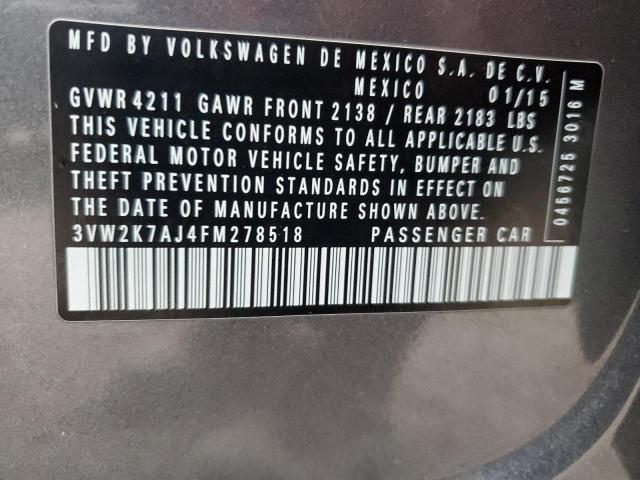 MFD BY VOLKSWAGEN DE MEXICO S.A. DE C.V.
MEXICO 01/15
GVWR 4211 GAWR FRONT 2138 / REAR 2183 LBS
THIS VEHICLE CONFORMS TO ALL APPLICABLE U.S.
FEDERAL MOTOR VEHICLE SAFETY, BUMPER AND
THEFT PREVENTION STANDARDS IN EFFECT ON
THE DATE OF MANUFACTURE SHOWN ABOVE.
3VW2K7AJ4FM278518 PASSENGER CAR
0456725 3016 M